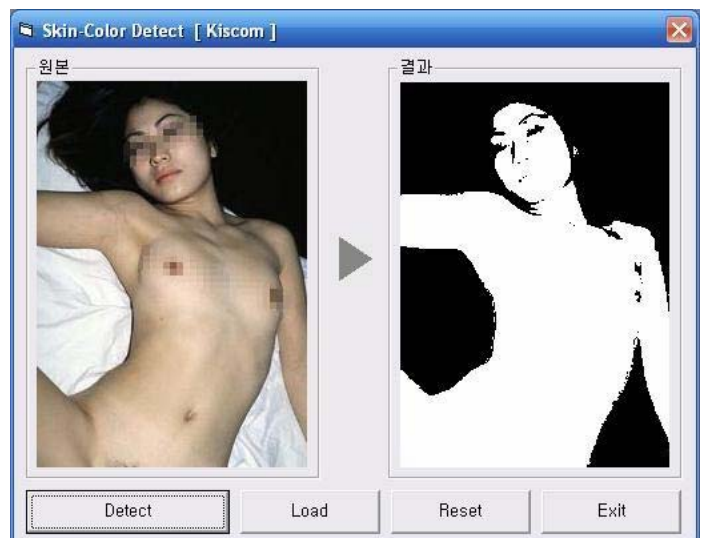 Skin-Color Detect [ Kiscom ]
원본
결과
Detect
Load
Reset
Exit